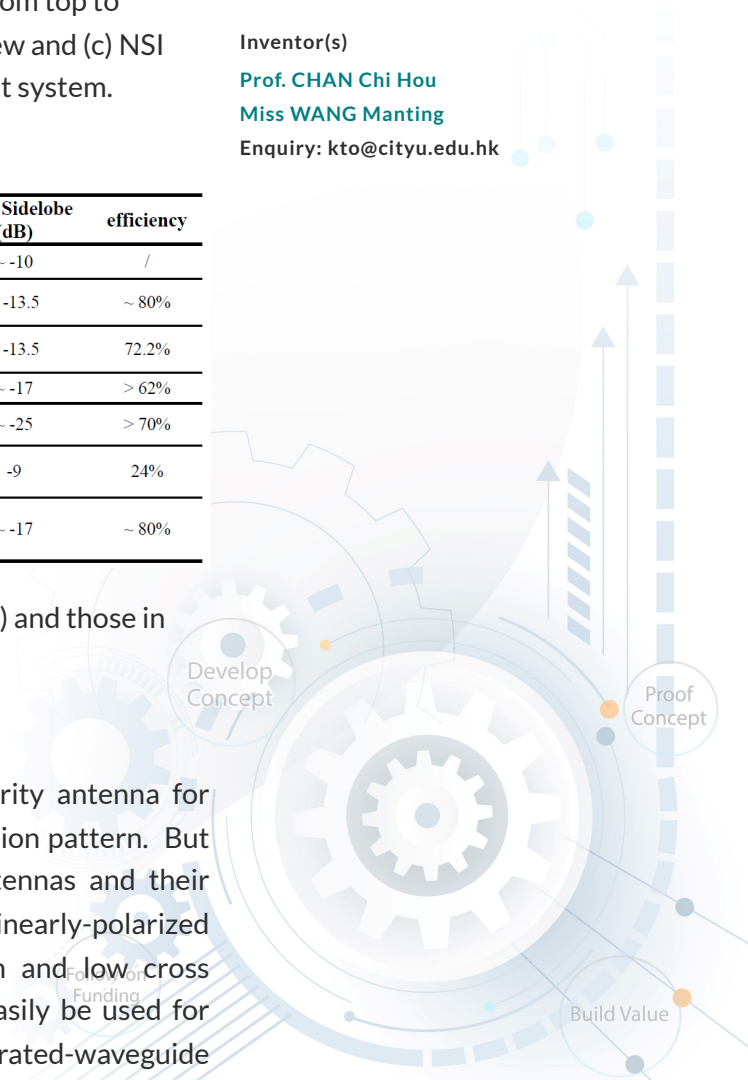 om top to
ew and (c) NSI
t system.
Sidelobe efficiency
(dB)
~ -10 /
-13.5 ~ 80%
-13.5 72.2%
~ -17 > 62%
~ -25 > 70%
-9 24%
~ -17 ~ 80%
) and those in
rity antenna for
ion pattern. But
tennas and their
inearly-polarized
n and low cross
asily be used for
rated-waveguide
Inventor(s)
Prof. CHAN Chi Hou
Miss WANG Manting
Enquiry: kto@cityu.edu.hk
Develop
Concept
Proof
Concept
Follow on
Funding
Build Value